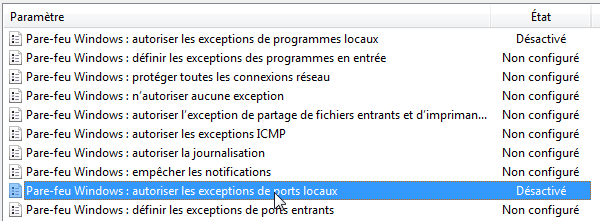 Paramètre État
Pare-feu Windows : autoriser les exceptions de programmes locaux Désactivé
Pare-feu Windows : définir les exceptions des programmes en entrée Non configuré
Pare-feu Windows : protéger toutes les connexions réseau Non configuré
Pare-feu Windows : n'autoriser aucune exception Non configuré
Pare-feu Windows : autoriser l'exception de partage de fichiers entrants et d'impriman... Non configuré
Pare-feu Windows : autoriser les exceptions ICMP Non configuré
Pare-feu Windows : autoriser la journalisation Non configuré
Pare-feu Windows : empêcher les notifications Non configuré
Pare-feu Windows : autoriser les exceptions de ports locaux Désactivé
Pare-feu Windows : définir les exceptions de ports entrants Non configuré